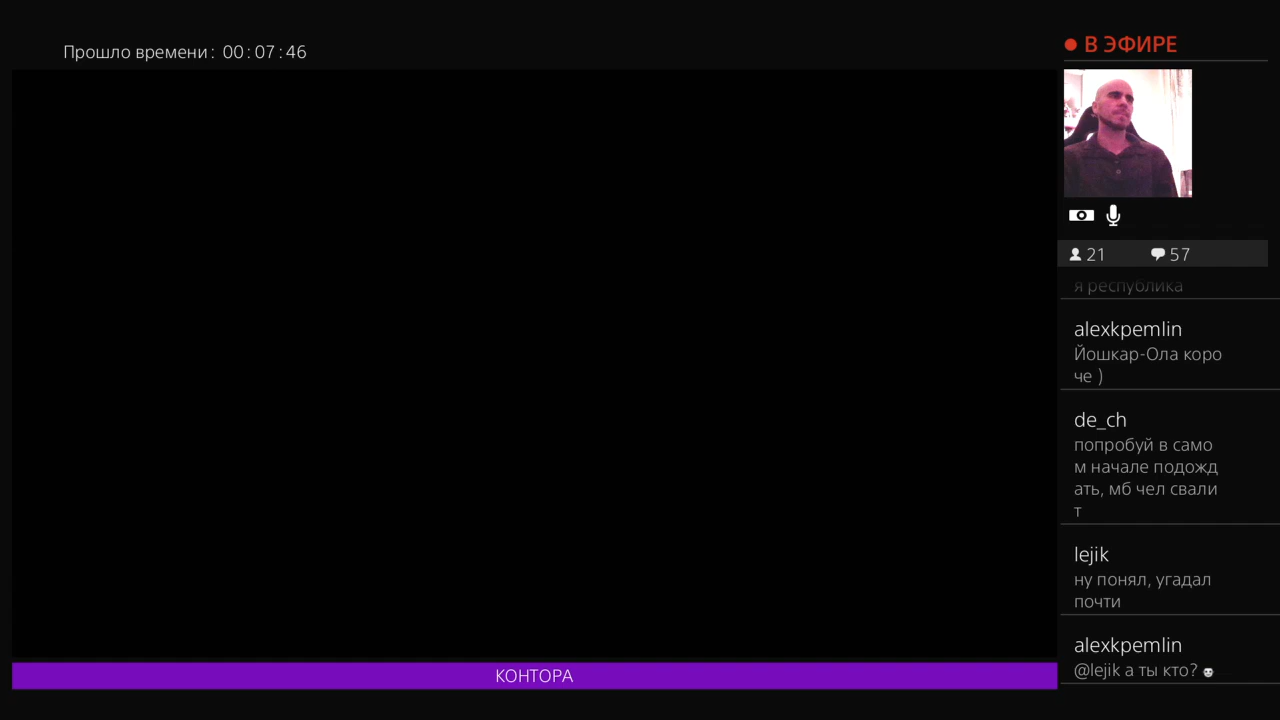 Прошло времени: 00:07:46
В ЭФИРЕ
21 57
я республика
alexkpemlin
Йошкар-Ола коро
че )
de_ch
попробуй в само
м начале подожд
ать, мб чел свали
т
lejik
ну понял, угадал
почти
alexkpemlin
@lejik а ты кто?
КОНТОРА